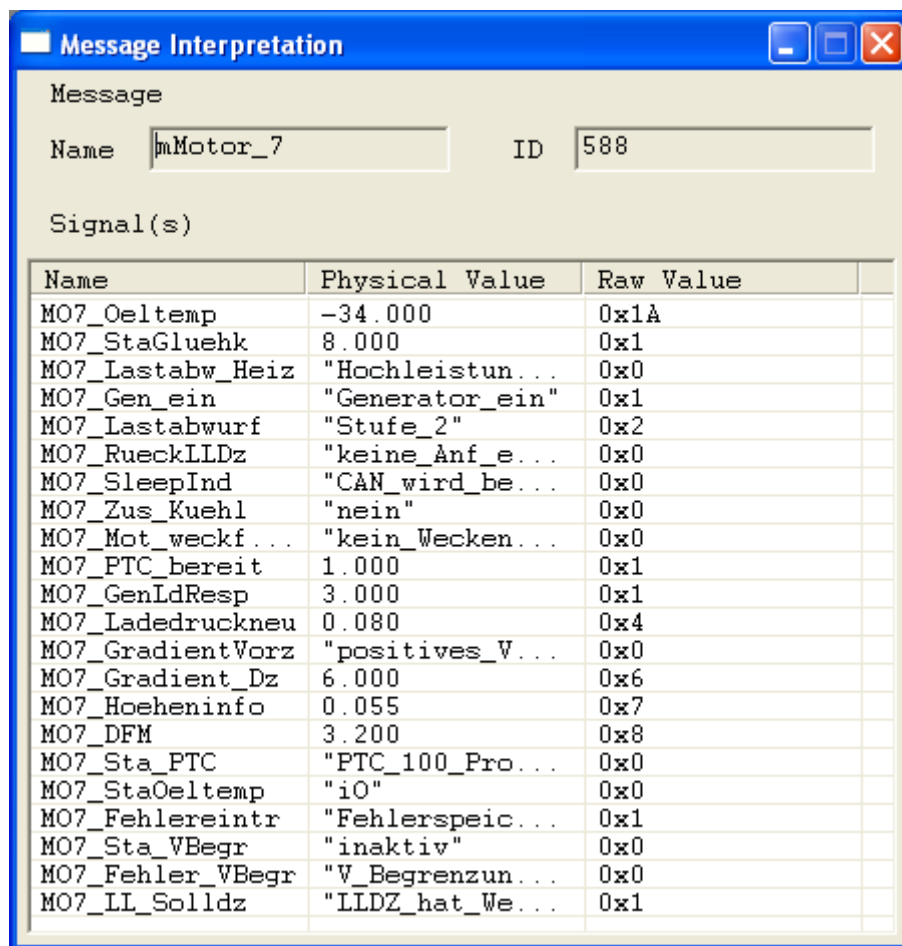 Message Interpretation
Message
Name mMotor_7 ID 588
Signal(s)
Name Physical Value Raw Value
MO7_Oeltemp -34.000 0x1A
MO7_StaGluehk 8.000 0x1
MO7_Lastabw_Heiz "Hochleistun... 0x0
MO7_Gen_ein "Generator_ein" 0x1
MO7_Lastabwurf "Stufe_2" 0x2
MO7_RueckLLDz "keine_Anf_e... 0x0
MO7_SleepInd "CAN_wird_be... 0x0
MO7_Zus_Kuehl "nein" 0x0
MO7_Mot_weckf... "kein_Wecken... 0x0
MO7_PTC_bereit 1.000 0x1
MO7_GenLdResp 3.000 0x1
MO7_Ladedruckneu 0.080 0x4
MO7_GradientVorz "positives_V... 0x0
MO7_Gradient_Dz 6.000 0x6
MO7_Hoeheninfo 0.055 0x7
MO7_DFM 3.200 0x8
MO7_Sta_PTC "PTC_100_Pro... 0x0
MO7_StaOeltemp "iO" 0x0
MO7_Fehlereintr "Fehlerspeic... 0x1
MO7_Sta_VBegr "inaktiv" 0x0
MO7_Fehler_VBegr "V_Begrenzun... 0x0
MO7_LL_Solldz "LLDZ_hat_We... 0x1